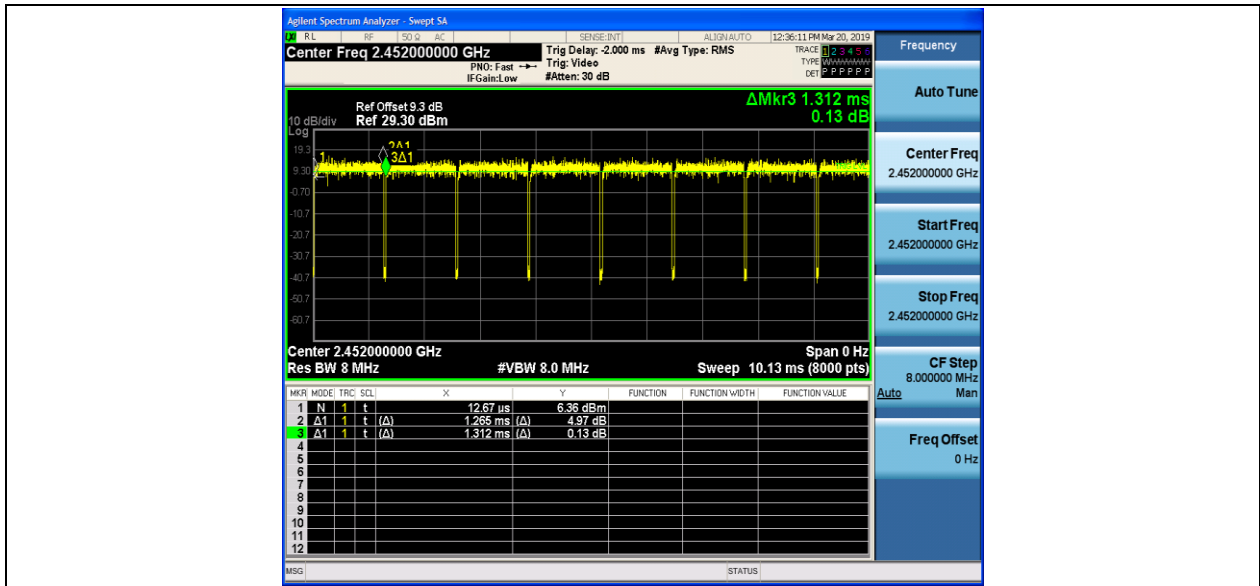 Agilent Spectrum Analyzer - Swept SA
RL RF 50 Ω AC SENSE:INT ALIGN AUTO 12:36:11 PM Mar 20, 2019
Center Freq 2.452000000 GHz Trig Delay: -2.000 ms #Avg Type: RMS TRACE 1 2 3 4 5 6
PNO: Fast Trig: Video TYPE
IFGain:Low #Atten: 30 dB DET P P P P P P
Frequency
Auto Tune
ΔMkr3 1.312 ms
Ref Offset 9.3 dB
10 dB/div Ref 29.30 dBm 0.13 dB
Log
19.3
9.30
-0.70
-10.7
-20.7
-30.7
-40.7
-50.7
-60.7
1
2Δ1
3Δ1
Center Freq
2.452000000 GHz
Start Freq
2.452000000 GHz
Stop Freq
2.452000000 GHz
Center 2.452000000 GHz Span 0 Hz
Res BW 8 MHz #VBW 8.0 MHz Sweep 10.13 ms (8000 pts)
CF Step
8.000000 MHz
Auto Man
Freq Offset
0 Hz
MKR MODE TRC SCL X Y FUNCTION FUNCTION WIDTH FUNCTION VALUE
1 N 1 t 12.67 µs 6.36 dBm
2 Δ1 1 t (Δ) 1.265 ms (Δ) 4.97 dB
3 Δ1 1 t (Δ) 1.312 ms (Δ) 0.13 dB
4
5
6
7
8
9
10
11
12
MSG STATUS